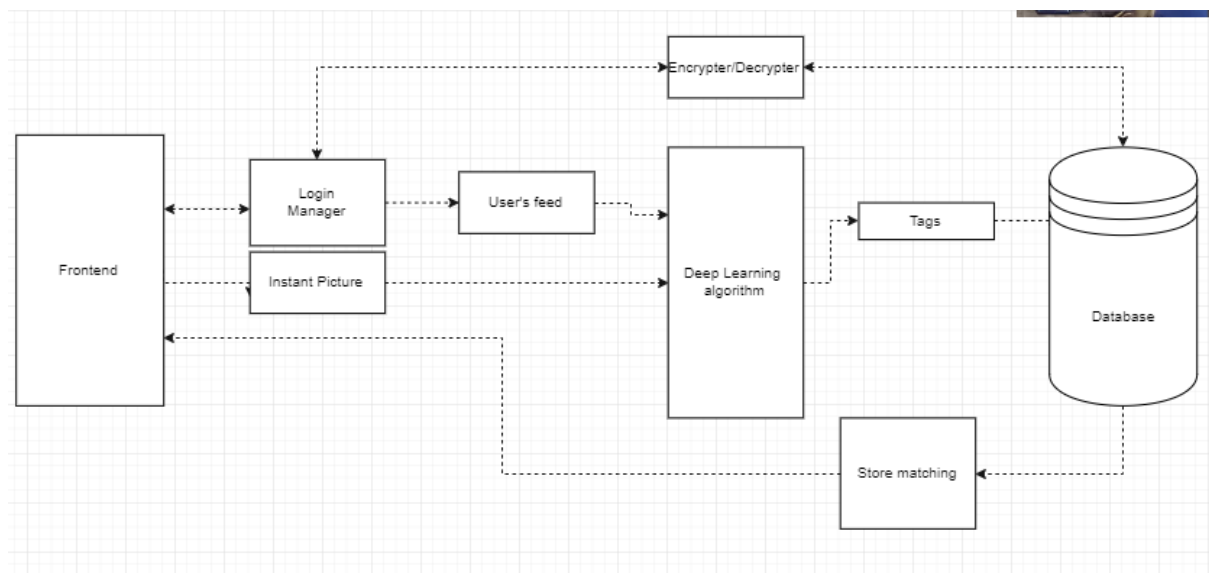 Encrypter/Decrypter
Login
Manager
User's feed
Tags
Frontend
Instant Picture
Deep Learning
algorithm
Database
Store matching